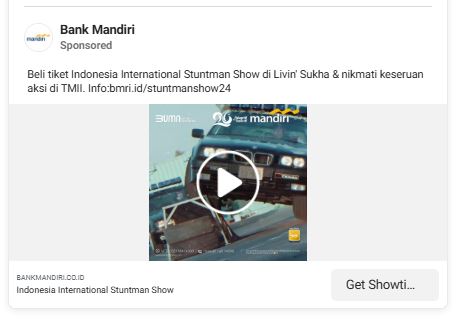 mandiri
Bank Mandiri
Sponsored
Beli tiket Indonesia International Stuntman Show di Livin' Sukha & nikmati keseruan
aksi di TMII. Info:bmri.id/stuntmanshow24
BUMN
26
mandiri
BANKMANDIRI.CO.ID
Indonesia International Stuntman Show
Get Showti...